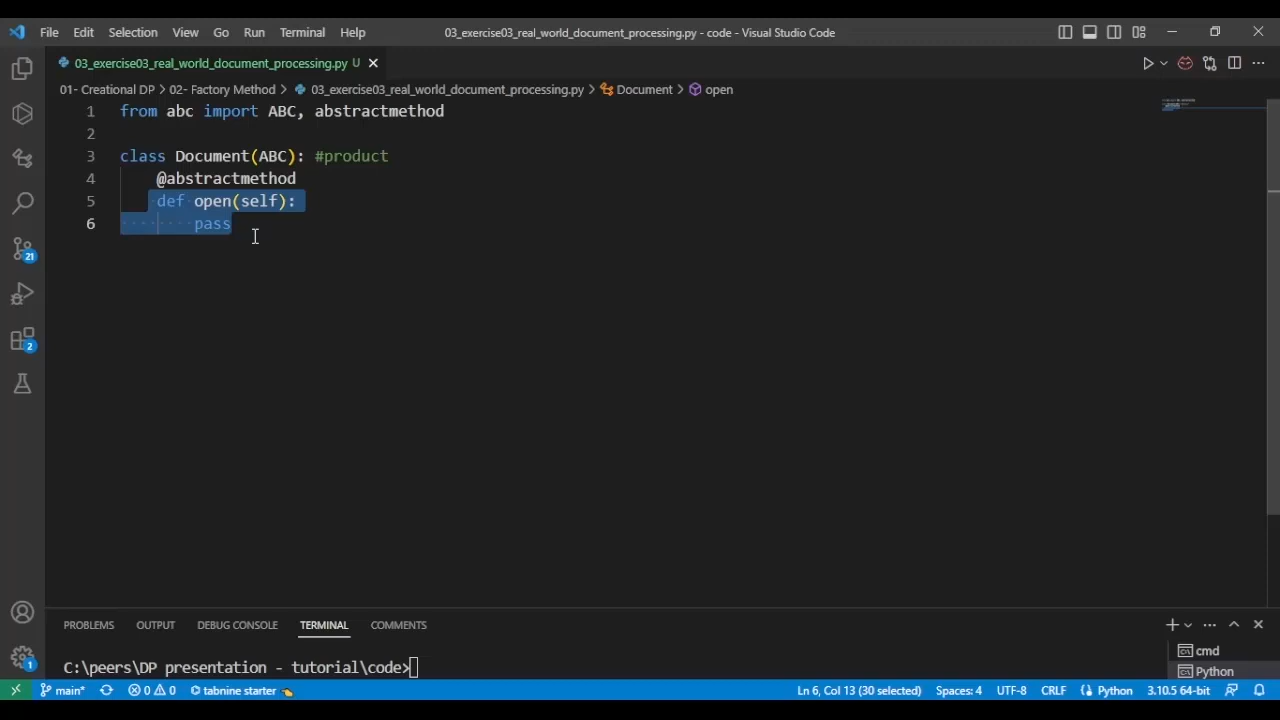 File Edit Selection View Go Run Terminal Help 03_exercise03_real_world_document_processing.py - code - Visual Studio Code
03_exercise03_real_world_document_processing.py U
01- Creational DP > 02- Factory Method > 03_exercise03_real_world_document_processing.py > Document > open
1 from abc import ABC, abstractmethod
2
3 class Document(ABC): #product
4 @abstractmethod
5 def open(self):
6 pass
21
2
PROBLEMS OUTPUT DEBUG CONSOLE TERMINAL COMMENTS
cmd
C:\peers\DP presentation - tutorial\code>
Python
1
main* 0 0 tabnine starter Ln 6, Col 13 (30 selected) Spaces: 4 UTF-8 CRLF Python 3.10.5 64-bit